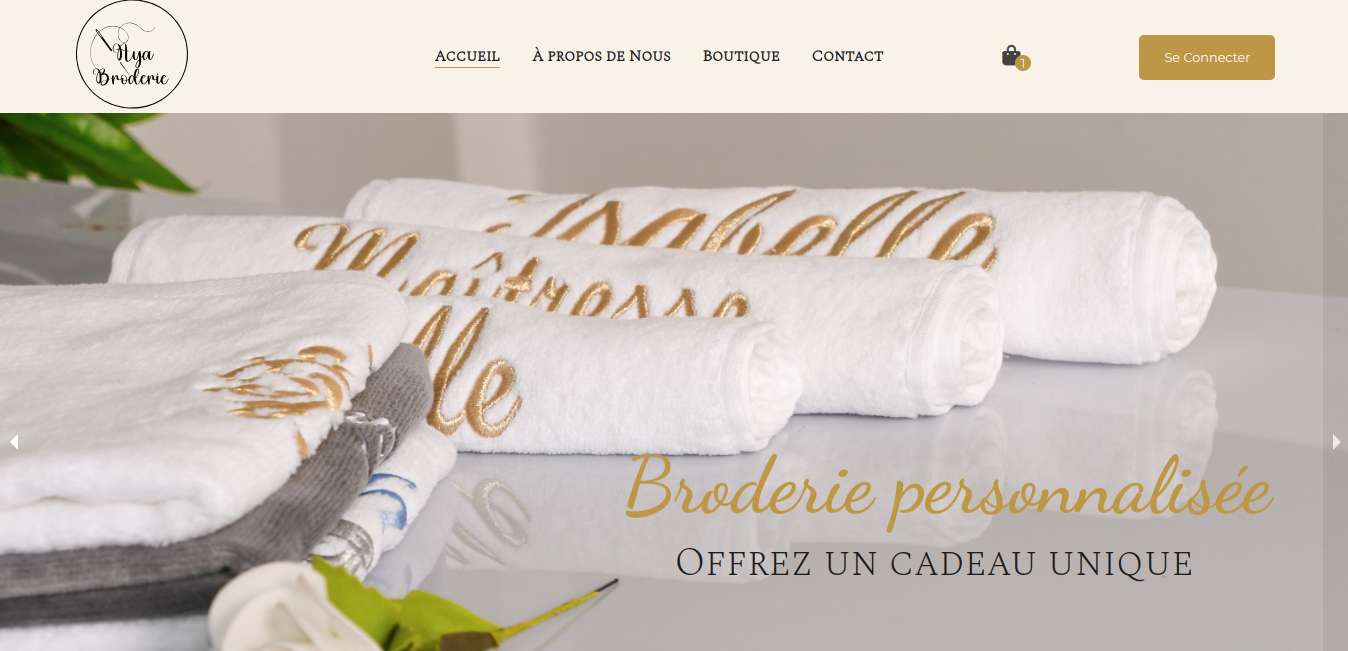 Nya
Broderie
Accueil
À propos de Nous
Boutique
Contact
1
Se Connecter
Isabelle
Maîtresse
lle
Broderie personnalisée
Offrez un cadeau unique